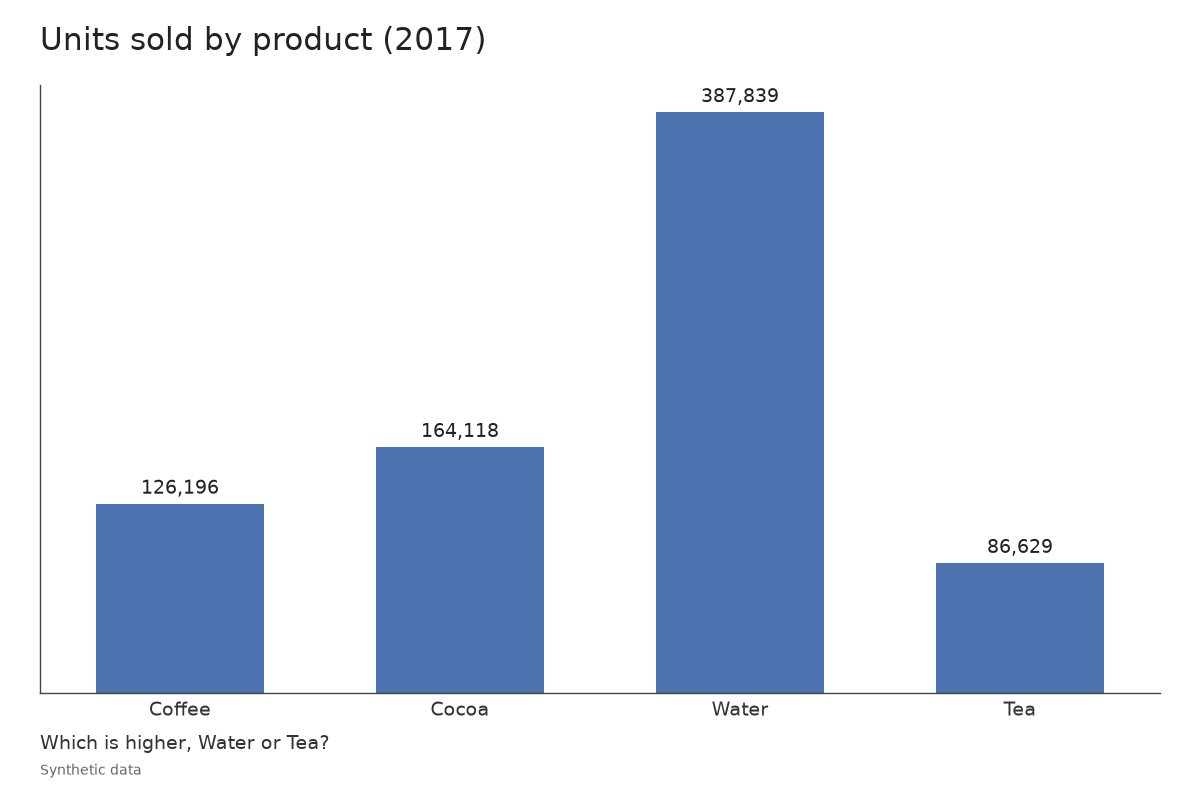 Units sold by product (2017)
387,839
164,118
126,196
86,629
Coffee Cocoa Water Tea
Which is higher, Water or Tea?
Synthetic data